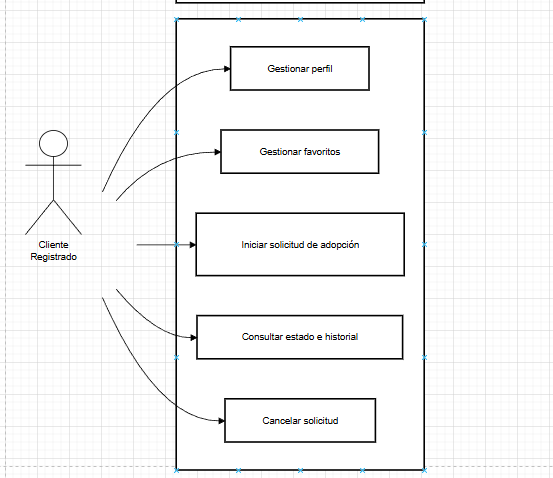 Gestionar perfil
Gestionar favoritos
Cliente
Registrado
Iniciar solicitud de adopción
Consultar estado e historial
Cancelar solicitud